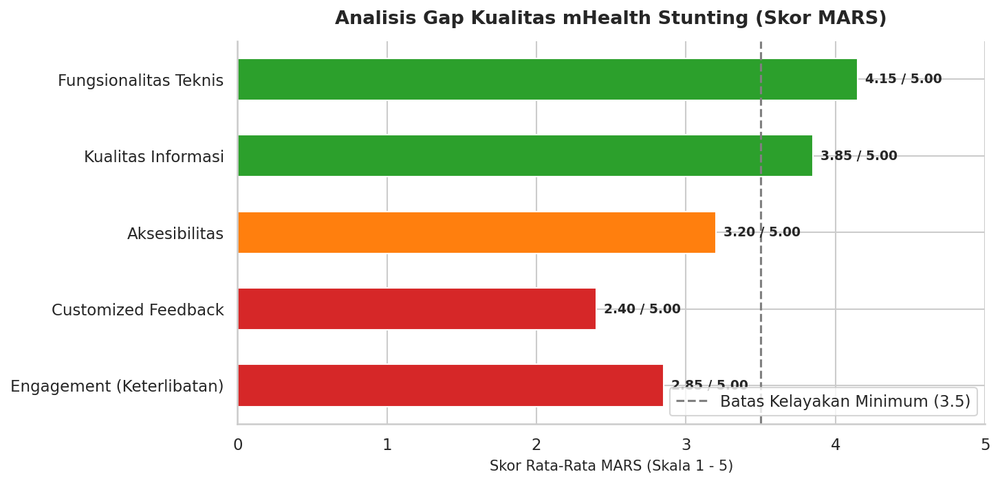 Analisis Gap Kualitas mHealth Stunting (Skor MARS)
Fungsionalitas Teknis
4.15 / 5.00
Kualitas Informasi
3.85 / 5.00
Aksesibilitas
3.20 / 5.00
Customized Feedback
2.40 / 5.00
Engagement (Keterlibatan)
2.85 / 5.00
Batas Kelayakan Minimum (3.5)
0 1 2 3 4 5
Skor Rata-Rata MARS (Skala 1 - 5)